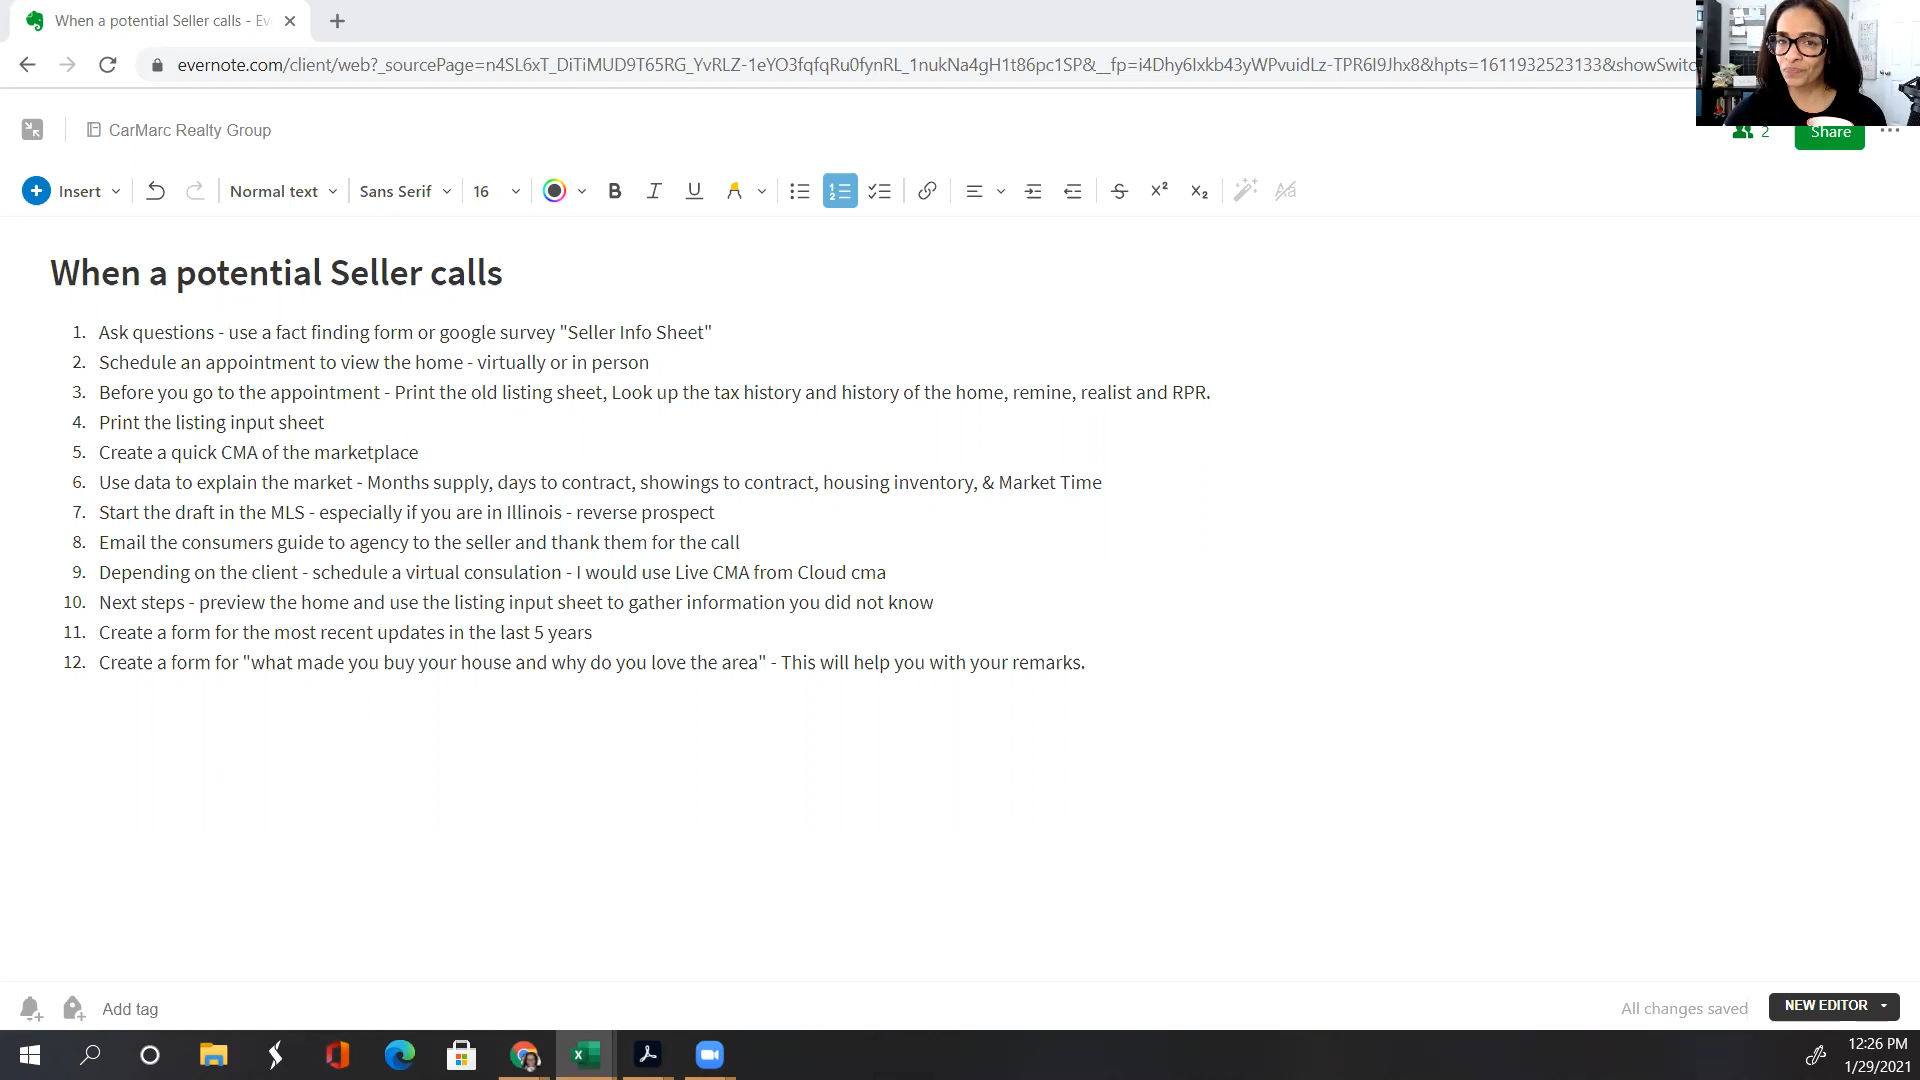 When a potential Seller calls - Ev
evernote.com/client/web?_sourcePage=n4SL6xT_DiTiMUD9T65RG_YvRLZ-1eYO3fqfqRu0fynRL_1nukNa4gH1t86pc1SP&__fp=i4Dhy6Ixkb43yWPvuidLz-TPR6I9Jhx8&hpts=1611932523133&showSwitc
CarMarc Realty Group
2
Share
Insert
Normal text
Sans Serif
16
When a potential Seller calls
1. Ask questions - use a fact finding form or google survey "Seller Info Sheet"
2. Schedule an appointment to view the home - virtually or in person
3. Before you go to the appointment - Print the old listing sheet, Look up the tax history and history of the home, remine, realist and RPR.
4. Print the listing input sheet
5. Create a quick CMA of the marketplace
6. Use data to explain the market - Months supply, days to contract, showings to contract, housing inventory, & Market Time
7. Start the draft in the MLS - especially if you are in Illinois - reverse prospect
8. Email the consumers guide to agency to the seller and thank them for the call
9. Depending on the client - schedule a virtual consulation - I would use Live CMA from Cloud cma
10. Next steps - preview the home and use the listing input sheet to gather information you did not know
11. Create a form for the most recent updates in the last 5 years
12. Create a form for "what made you buy your house and why do you love the area" - This will help you with your remarks.
Add tag
All changes saved
NEW EDITOR
12:26 PM
1/29/2021